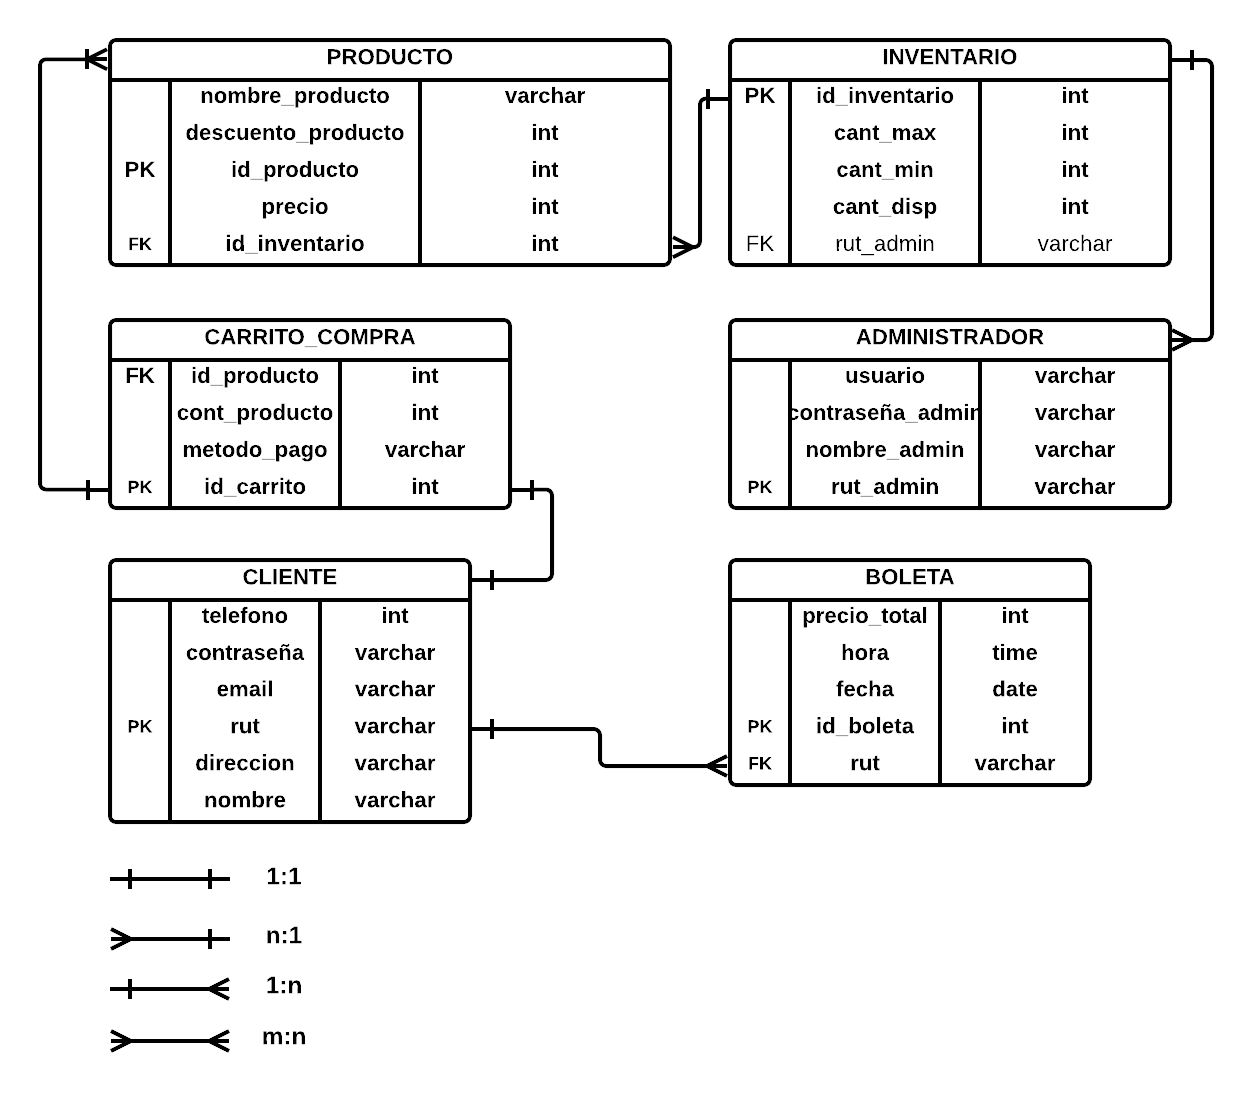 PRODUCTO
nombre_producto varchar
descuento_producto int
PK id_producto int
precio int
FK id_inventario int
INVENTARIO
PK id_inventario int
cant_max int
cant_min int
cant_disp int
FK rut_admin varchar
CARRITO_COMPRA
FK id_producto int
cont_producto int
metodo_pago varchar
PK id_carrito int
ADMINISTRADOR
usuario varchar
contraseña_admin varchar
nombre_admin varchar
PK rut_admin varchar
CLIENTE
telefono int
contraseña varchar
email varchar
PK rut varchar
direccion varchar
nombre varchar
BOLETA
precio_total int
hora time
fecha date
PK id_boleta int
FK rut varchar
1:1
n:1
1:n
m:n